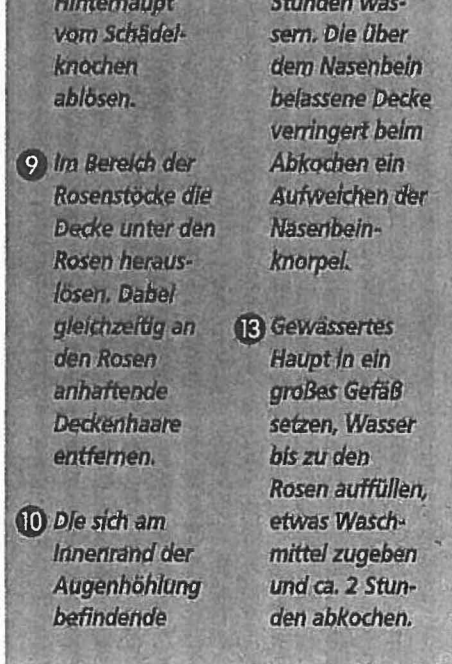 Hinterhaupt
vom Schädel-
knochen
ablösen.
9 Im Bereich der
Rosenstöcke die
Decke unter den
Rosen heraus-
lösen. Dabei
gleichzeitig an
den Rosen
anhaftende
Deckenhaare
entfernen.
10 Die sich am
Innenrand der
Augenhöhlung
befindende
Stunden wäs-
sern. Die über
dem Nasenbein
belassene Decke
verringert beim
Abkochen ein
Aufweichen der
Nasenbein-
knorpel.
13 Gewässertes
Haupt in ein
großes Gefäß
setzen, Wasser
bis zu den
Rosen auffüllen,
etwas Wasch-
mittel zugeben
und ca. 2 Stun-
den abkochen.